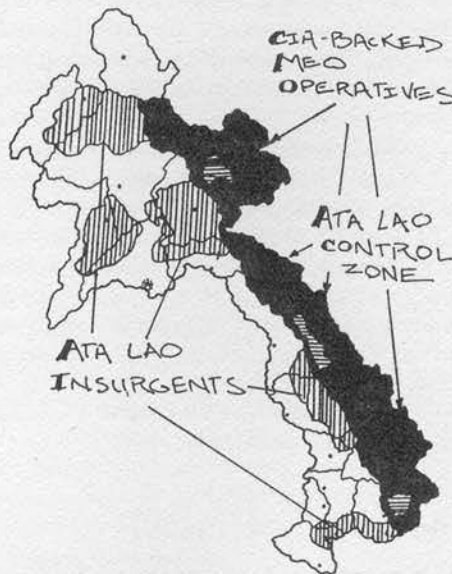 CIA-BACKED
MEO
OPERATIVES
ATA LAO
CONTROL
ZONE
ATA LAO
INSURGENTS